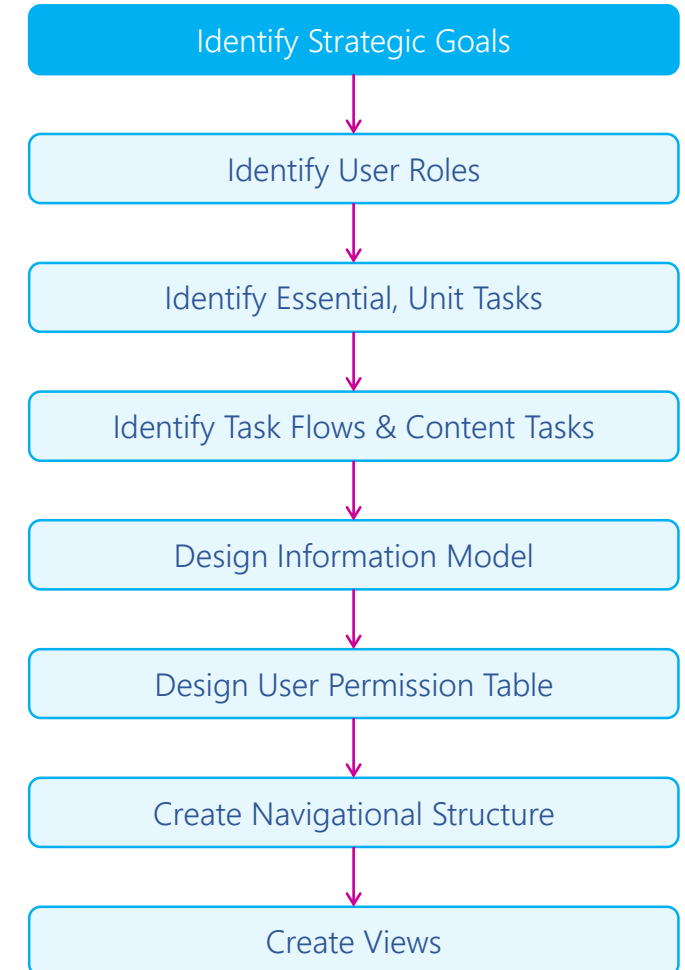 Identify Strategic Goals
Identify User Roles
Identify Essential, Unit Tasks
Identify Task Flows & Content Tasks
Design Information Model
Design User Permission Table
Create Navigational Structure
Create Views